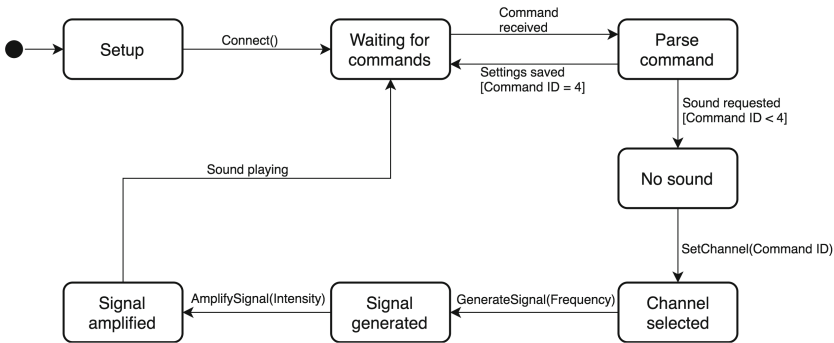 Setup
Connect()
Waiting for
commands
Command
received
Parse
command
Settings saved
[Command ID = 4]
Sound requested
[Command ID < 4]
No sound
Sound playing
SetChannel(Command ID)
Signal
amplified
AmplifySignal(Intensity)
Signal
generated
GenerateSignal(Frequency)
Channel
selected